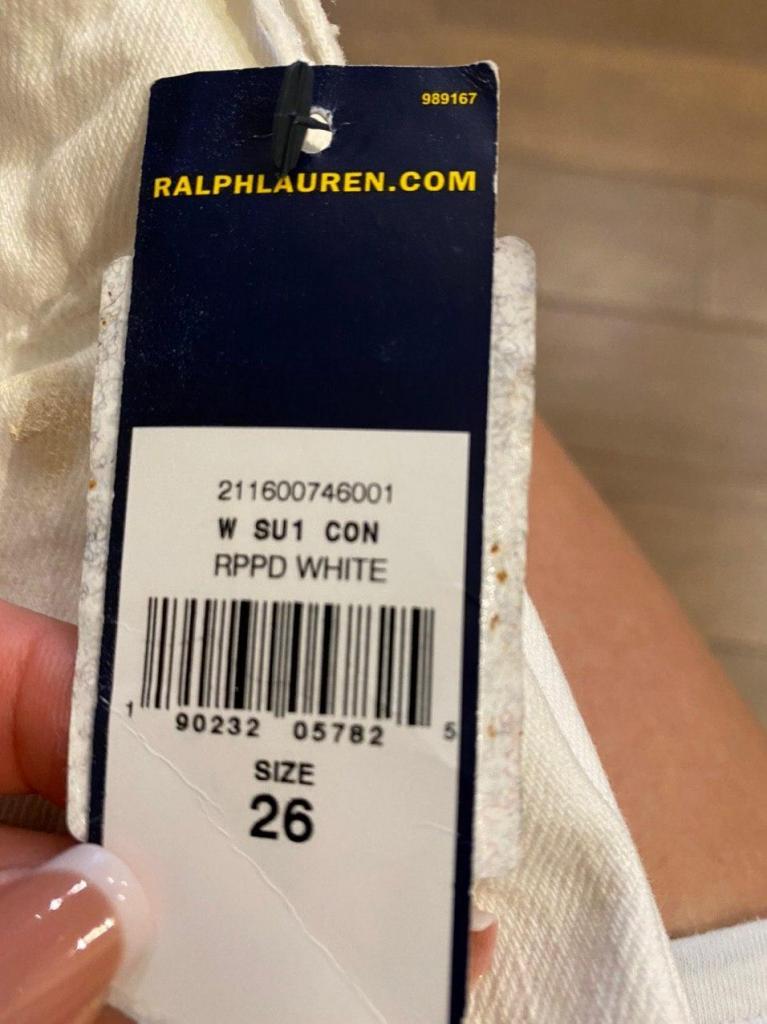 989167
RALPHLAUREN.COM
211600746001
W SU1 CON
RPPD WHITE
1 90232 05782 5
SIZE
26